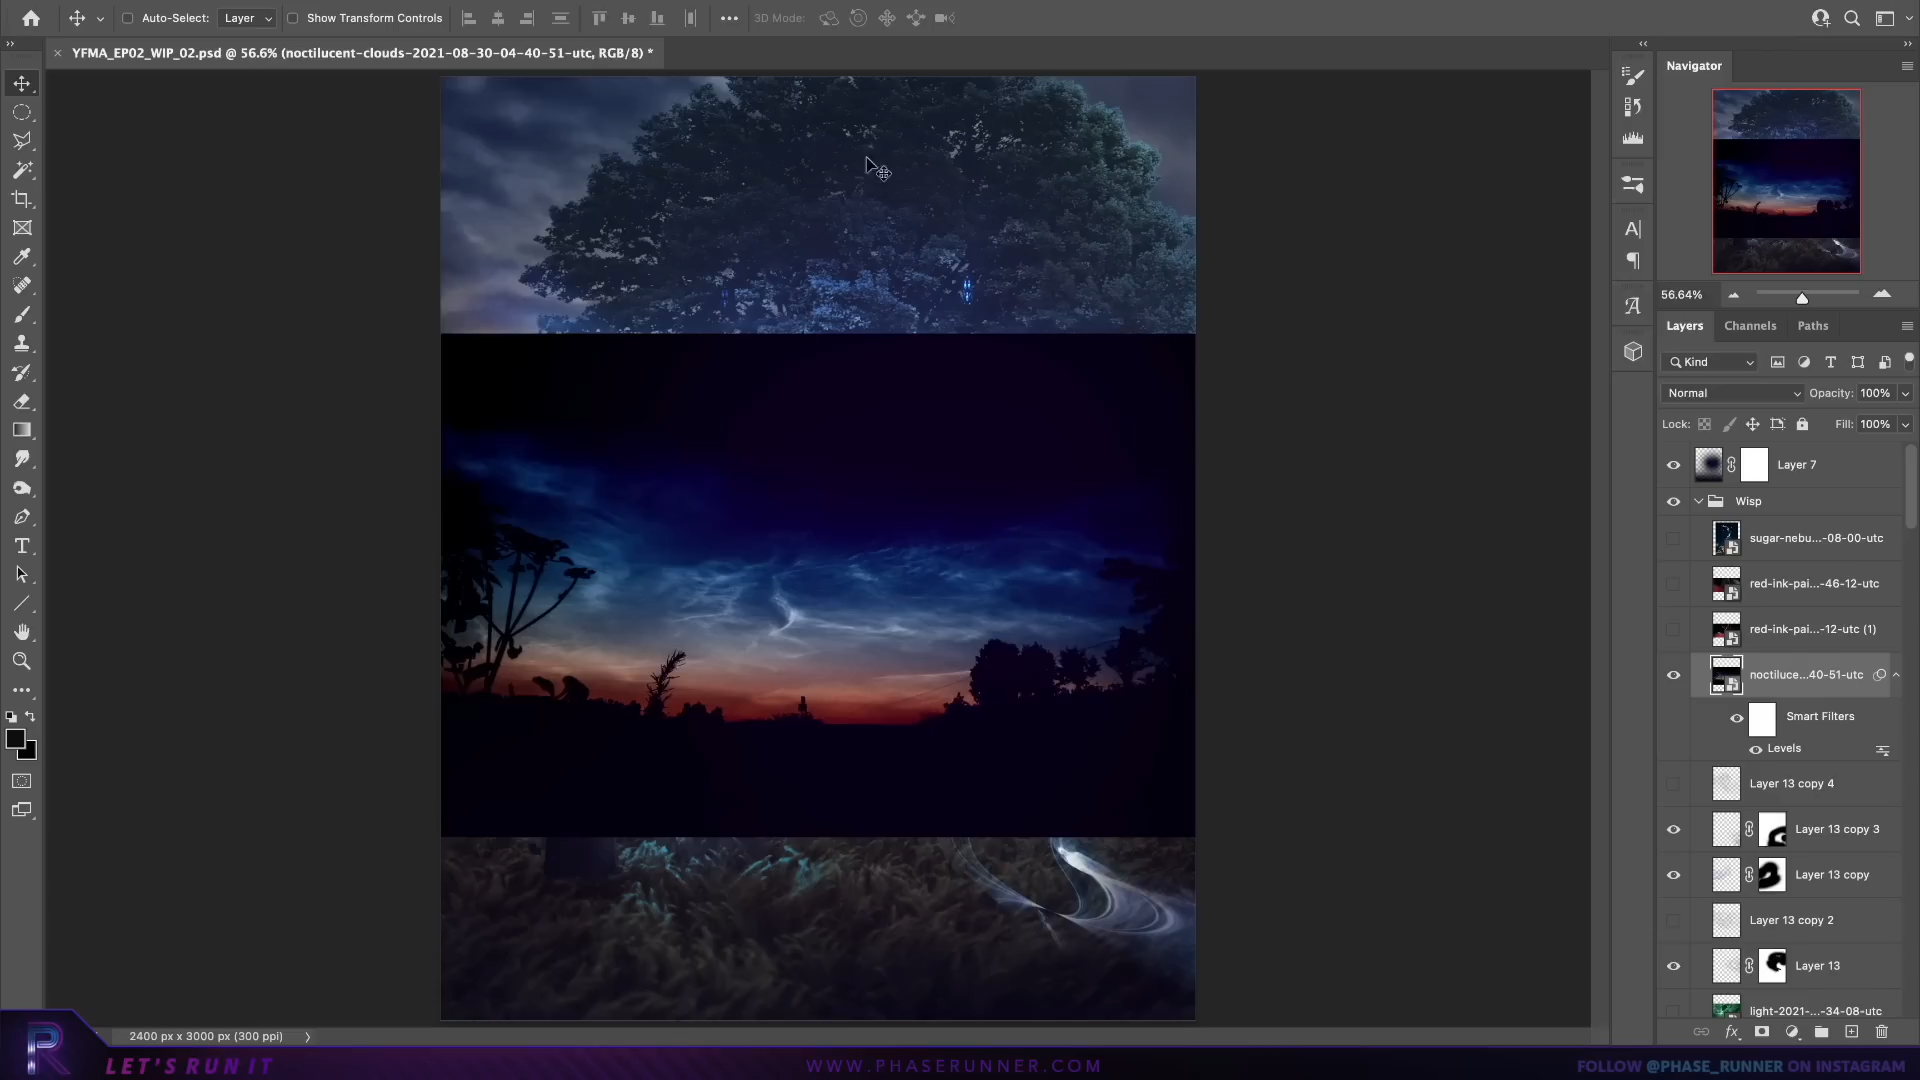 Auto-Select: Layer Show Transform Controls 3D Mode:
YFMA_EP02_WIP_02.psd @ 56.6% (noctilucent-clouds-2021-08-30-04-40-51-utc, RGB/8) *
Navigator
56.64%
Layers Channels Paths
Kind
Normal Opacity: 100%
Lock: Fill: 100%
Layer 7
Wisp
sugar-nebu...-08-00-utc
red-ink-pai...-46-12-utc
red-ink-pai...-12-utc (1)
noctiluce...40-51-utc
Smart Filters
Levels
Layer 13 copy 4
Layer 13 copy 3
Layer 13 copy
Layer 13 copy 2
Layer 13
light-2021-...-34-08-utc
2400 px x 3000 px (300 ppi)
LET'S RUN IT
WWW.PHASERUNNER.COM
FOLLOW @PHASE_RUNNER ON INSTAGRAM